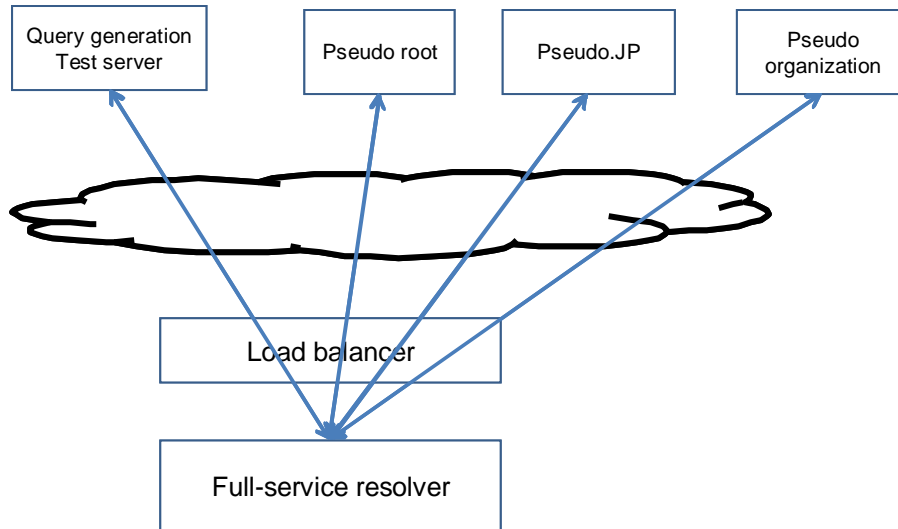 Query generation
Test server
Pseudo root
Pseudo.JP
Pseudo
organization
Load balancer
Full-service resolver